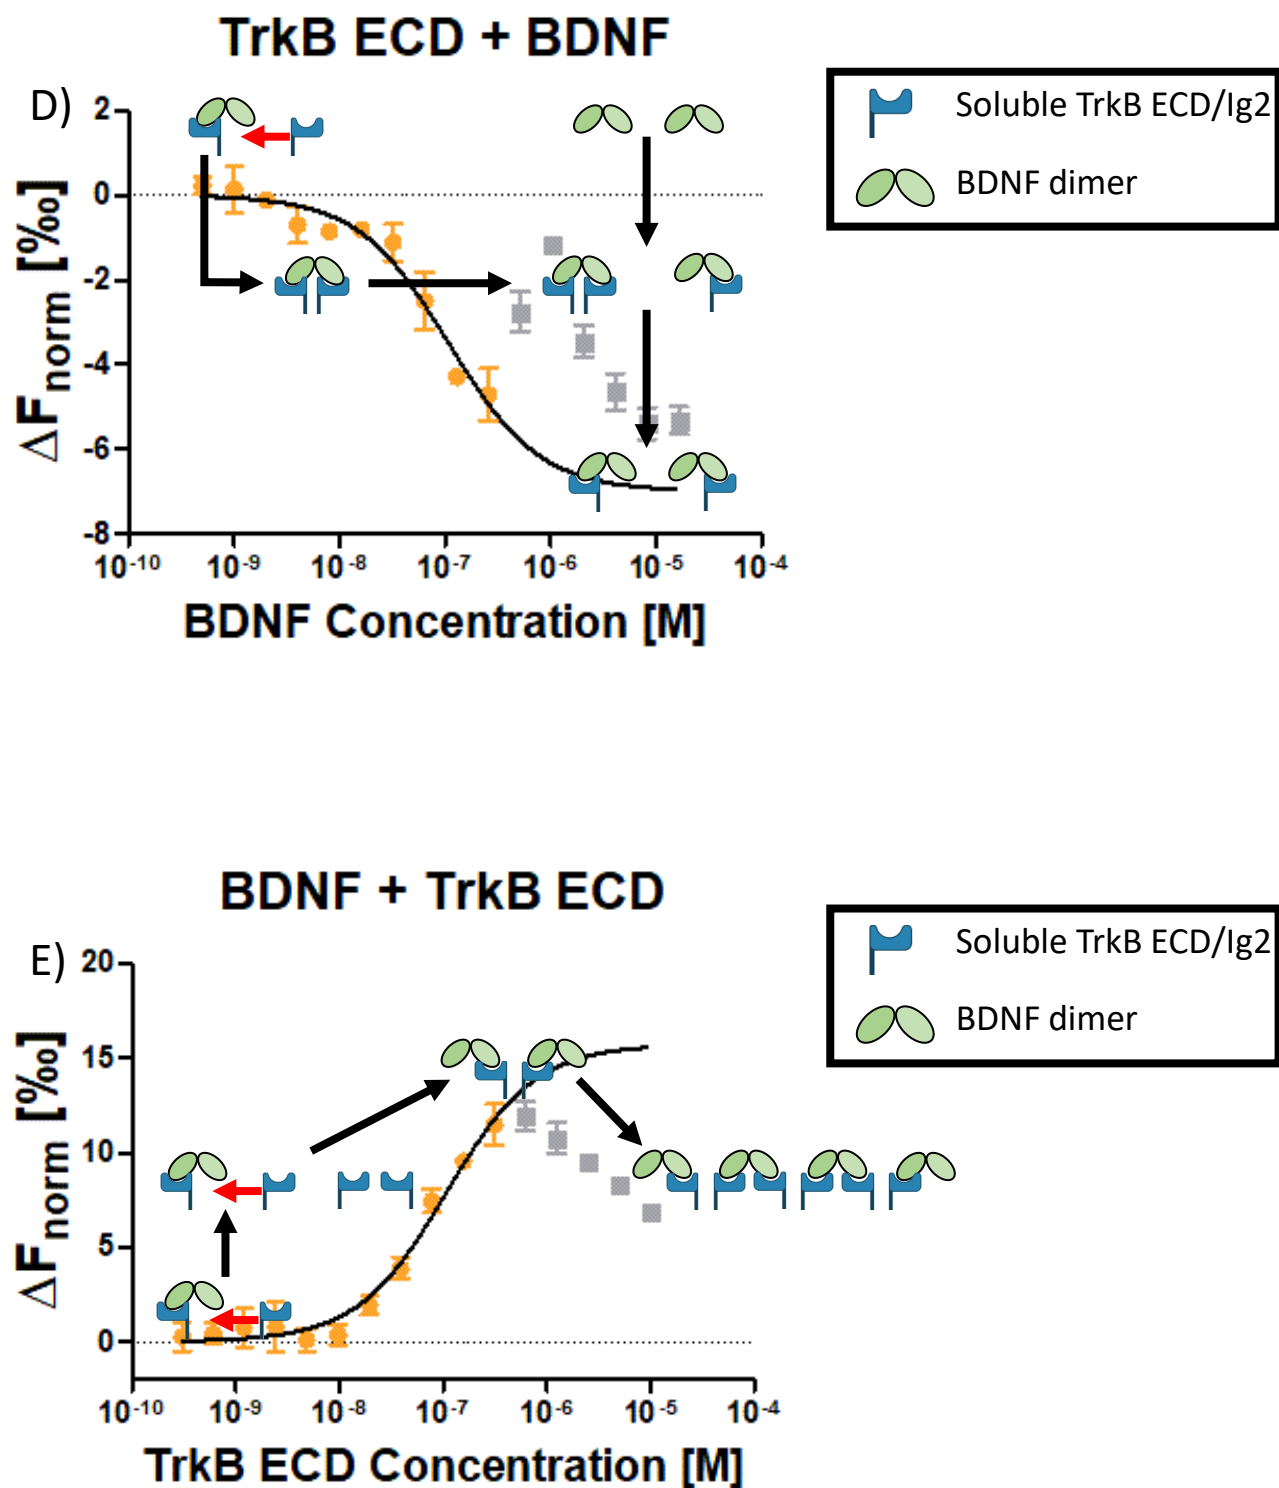 TrkB ECD + BDNF
D)
Soluble TrkB ECD/Ig2
BDNF dimer
ΔFnorm [‰]
2
0
-2
-4
-6
-8
10-10 10-9 10-8 10-7 10-6 10-5 10-4
BDNF Concentration [M]
BDNF + TrkB ECD
E)
Soluble TrkB ECD/Ig2
BDNF dimer
ΔFnorm [‰]
20
15
10
5
0
10-10 10-9 10-8 10-7 10-6 10-5 10-4
TrkB ECD Concentration [M]